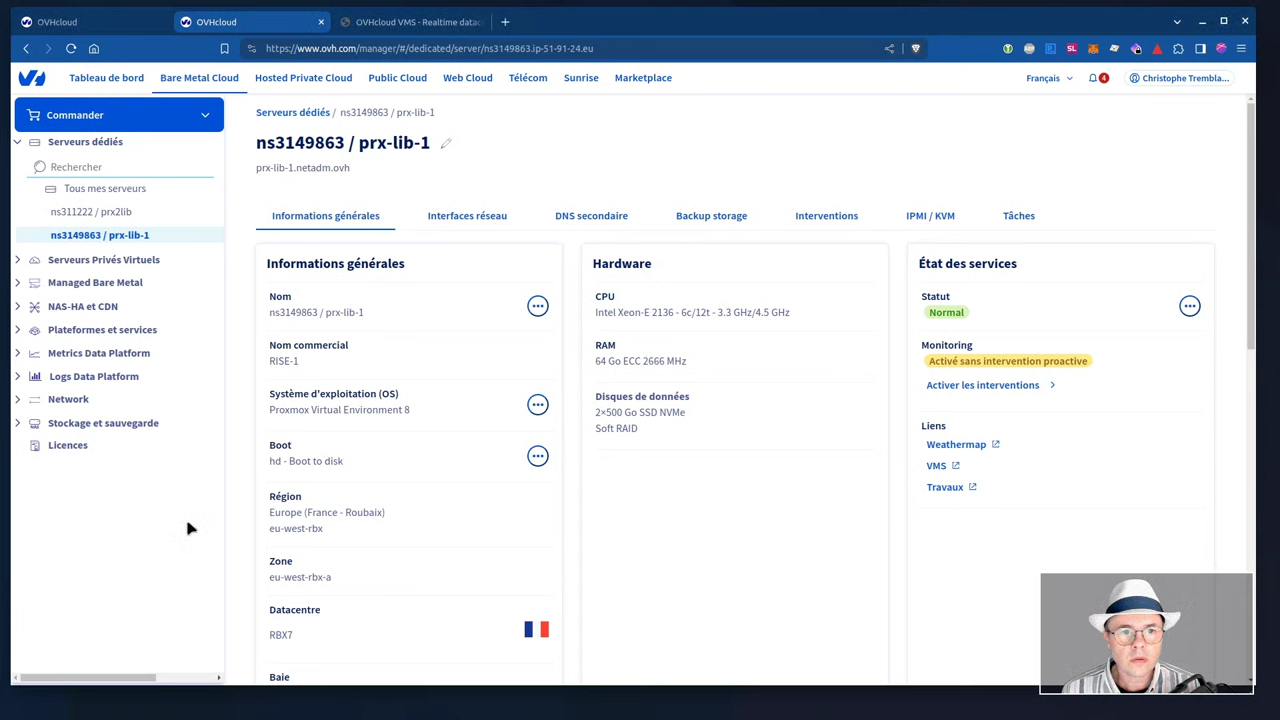 OVHcloud
OVHcloud
OVHcloud VMS - Realtime datac
https://www.ovh.com/manager/#/dedicated/server/ns3149863.ip-51-91-24.eu
Tableau de bord
Bare Metal Cloud
Hosted Private Cloud
Public Cloud
Web Cloud
Télécom
Sunrise
Marketplace
Français
4
Christophe Trembla...
Commander
Serveurs dédiés
Rechercher
Tous mes serveurs
ns311222 / prx2lib
ns3149863 / prx-lib-1
Serveurs Privés Virtuels
Managed Bare Metal
NAS-HA et CDN
Plateformes et services
Metrics Data Platform
Logs Data Platform
Network
Stockage et sauvegarde
Licences
Serveurs dédiés / ns3149863 / prx-lib-1
ns3149863 / prx-lib-1
prx-lib-1.netadm.ovh
Informations générales
Interfaces réseau
DNS secondaire
Backup storage
Interventions
IPMI / KVM
Tâches
Informations générales
Nom
ns3149863 / prx-lib-1
Nom commercial
RISE-1
Système d'exploitation (OS)
Proxmox Virtual Environment 8
Boot
hd - Boot to disk
Région
Europe (France - Roubaix)
eu-west-rbx
Zone
eu-west-rbx-a
Datacentre
RBX7
Baie
Hardware
CPU
Intel Xeon-E 2136 - 6c/12t - 3.3 GHz/4.5 GHz
RAM
64 Go ECC 2666 MHz
Disques de données
2×500 Go SSD NVMe
Soft RAID
État des services
Statut
Normal
Monitoring
Activé sans intervention proactive
Activer les interventions
Liens
Weathermap
VMS
Travaux